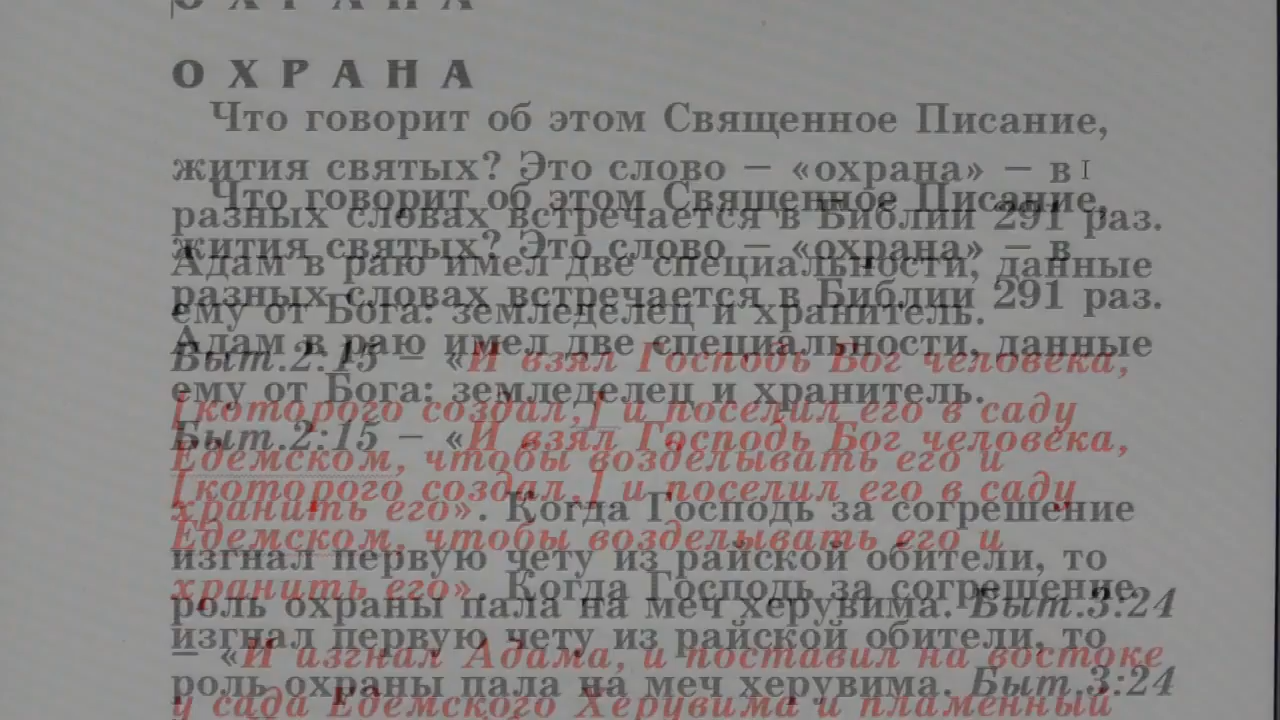 О Х Р А Н А
О Х Р А Н А
Что говорит об этом Священное Писание,
жития святых? Это слово – «охрана» – в
Что говорит об этом Священное Писание,
разных словах встречается в Библии 291 раз.
жития святых? Это слово – «охрана» – в
Адам в раю имел две специальности, данные
разных словах встречается в Библии 291 раз.
ему от Бога: земледелец и хранитель.
Адам в раю имел две специальности, данные
Быт.2:15 – «И взял Господь Бог человека,
ему от Бога: земледелец и хранитель.
[которого создал,] и поселил его в саду
Быт.2:15 – «И взял Господь Бог человека,
Едемском, чтобы возделывать его и
[которого создал,] и поселил его в саду
хранить его». Когда Господь за согрешение
Едемском, чтобы возделывать его и
изгнал первую чету из райской обители, то
хранить его». Когда Господь за согрешение
роль охраны пала на меч херувима. Быт.3:24
изгнал первую чету из райской обители, то
– «И изгнал Адама, и поставил на востоке
роль охраны пала на меч херувима. Быт.3:24
у сада Едемского Херувима и пламенный